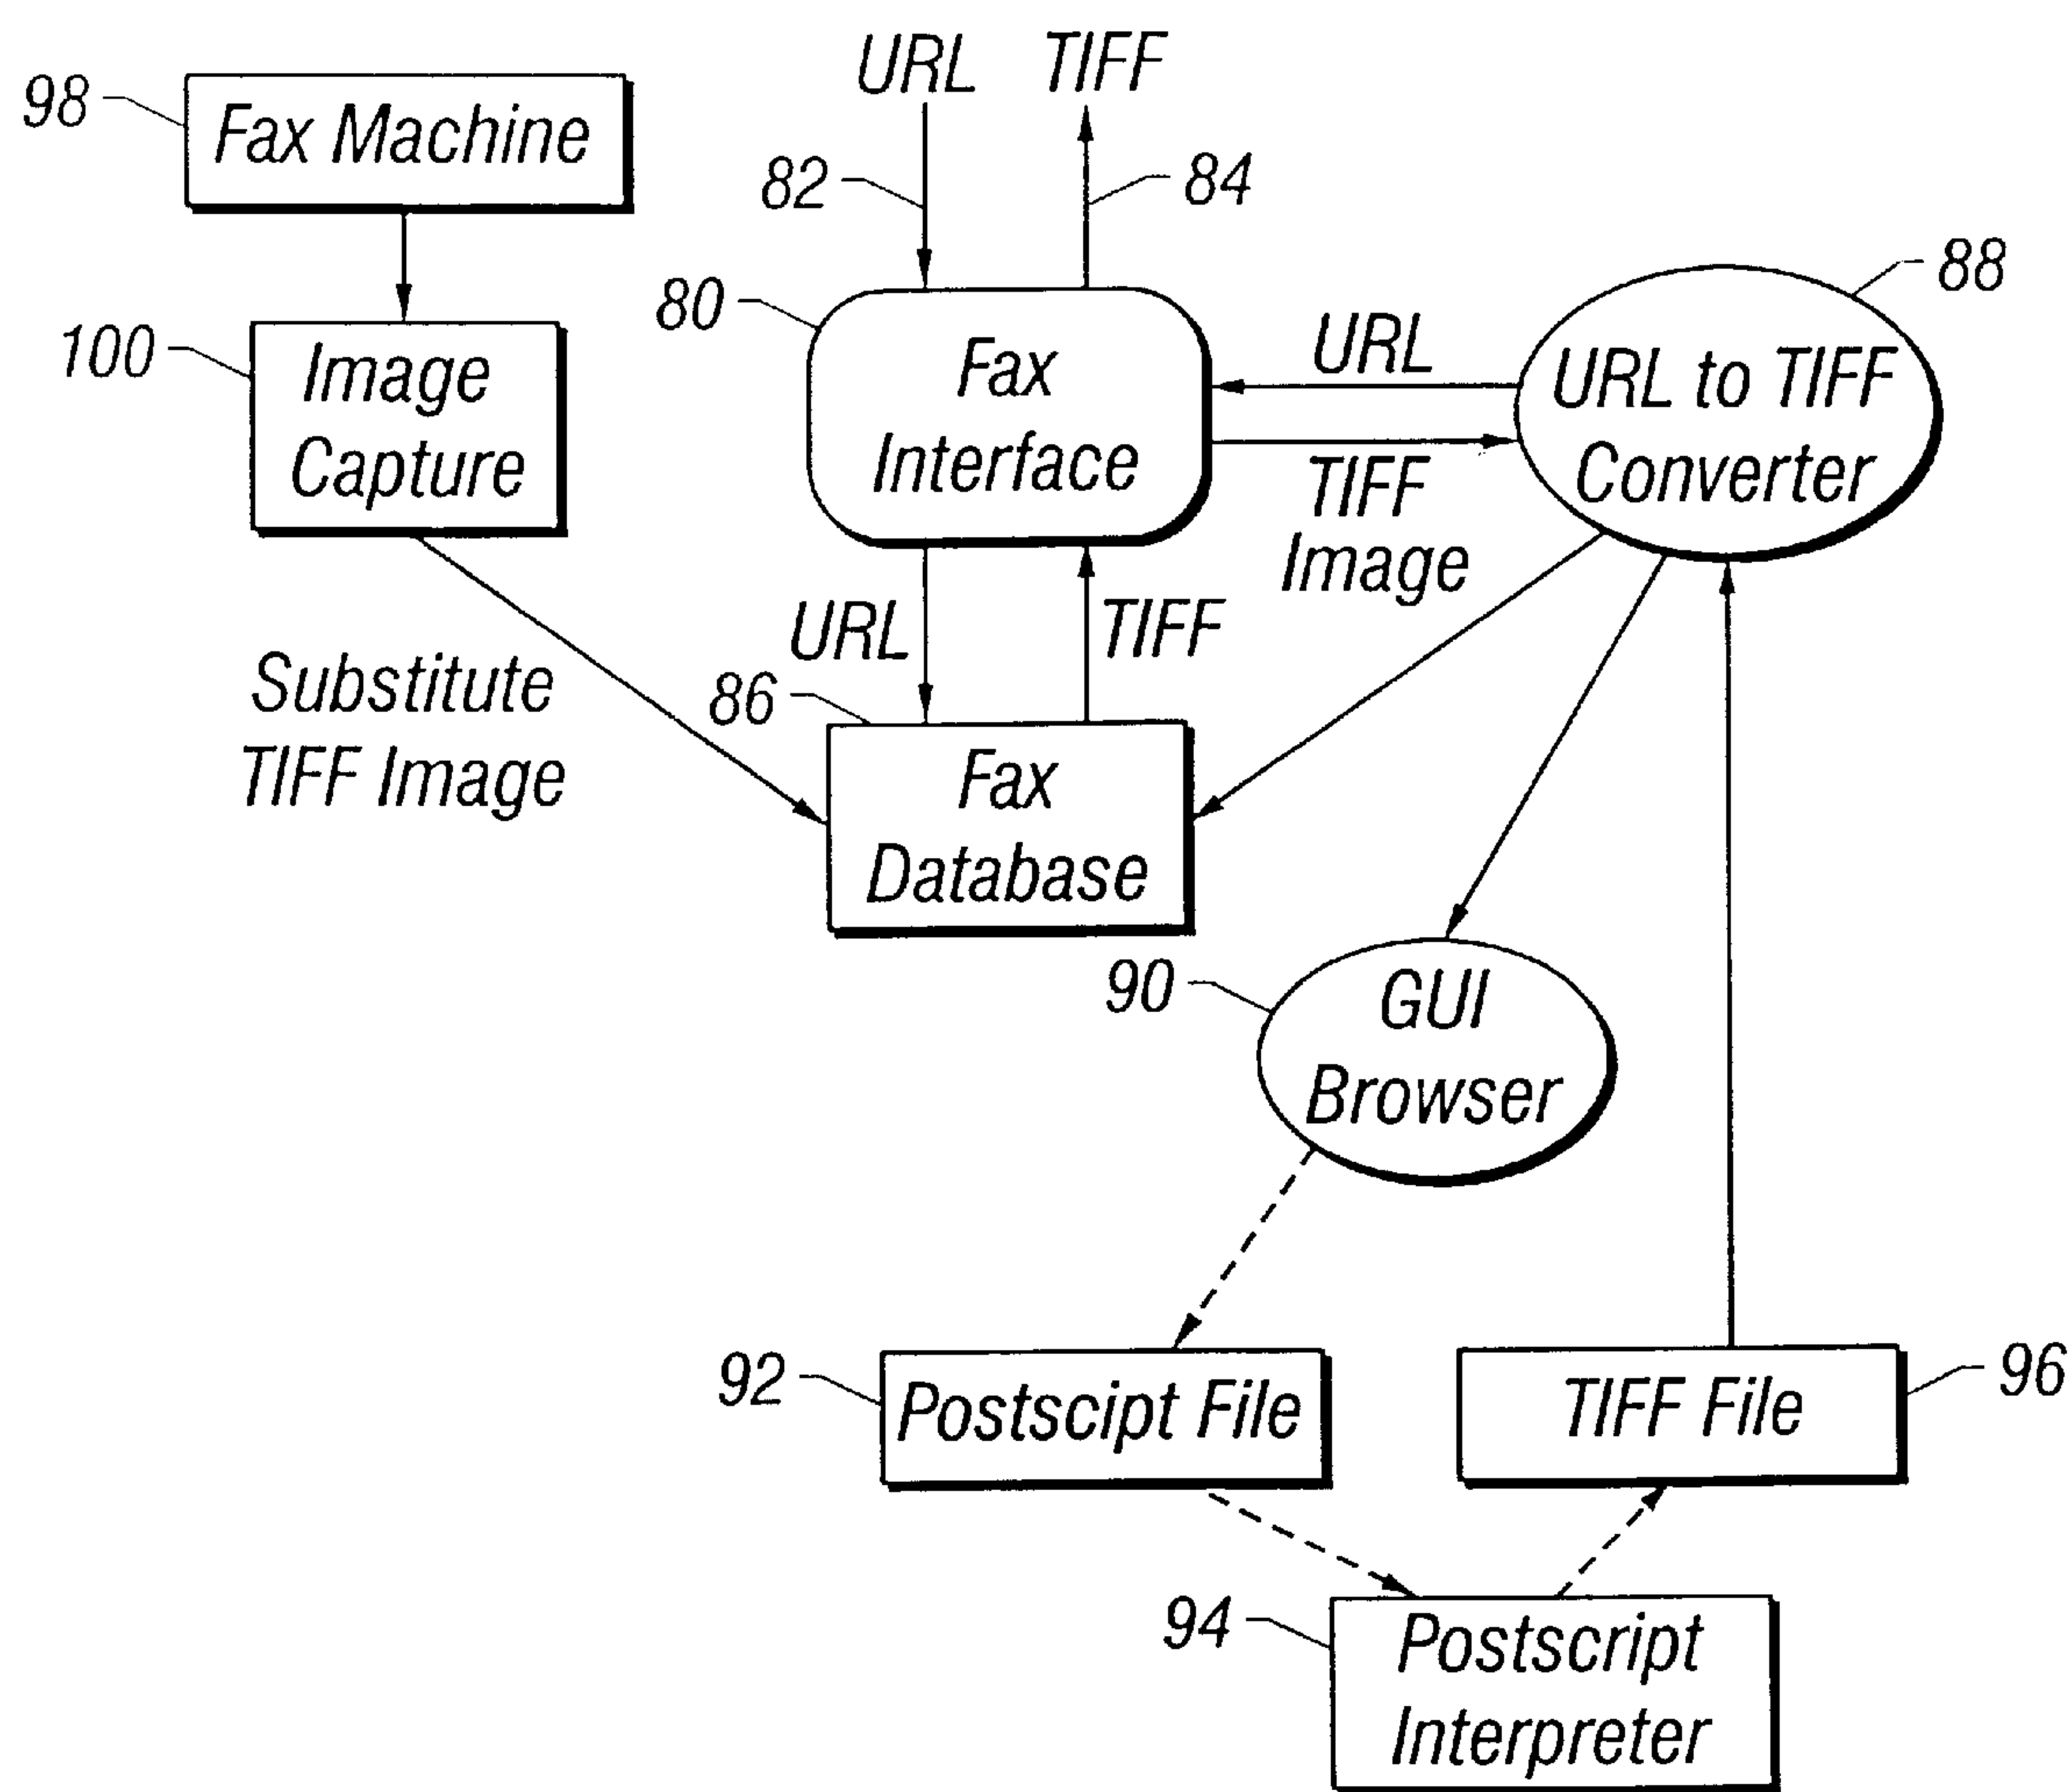 URL TIFF
98
Fax Machine
82
84
80
88
100
Image
Capture
Fax
Interface
URL
TIFF
Image
URL to TIFF
Converter
URL
TIFF
Substitute
TIFF Image
86
Fax
Database
90
GUI
Browser
92
Postscipt File
TIFF File
96
94
Postscript
Interpreter